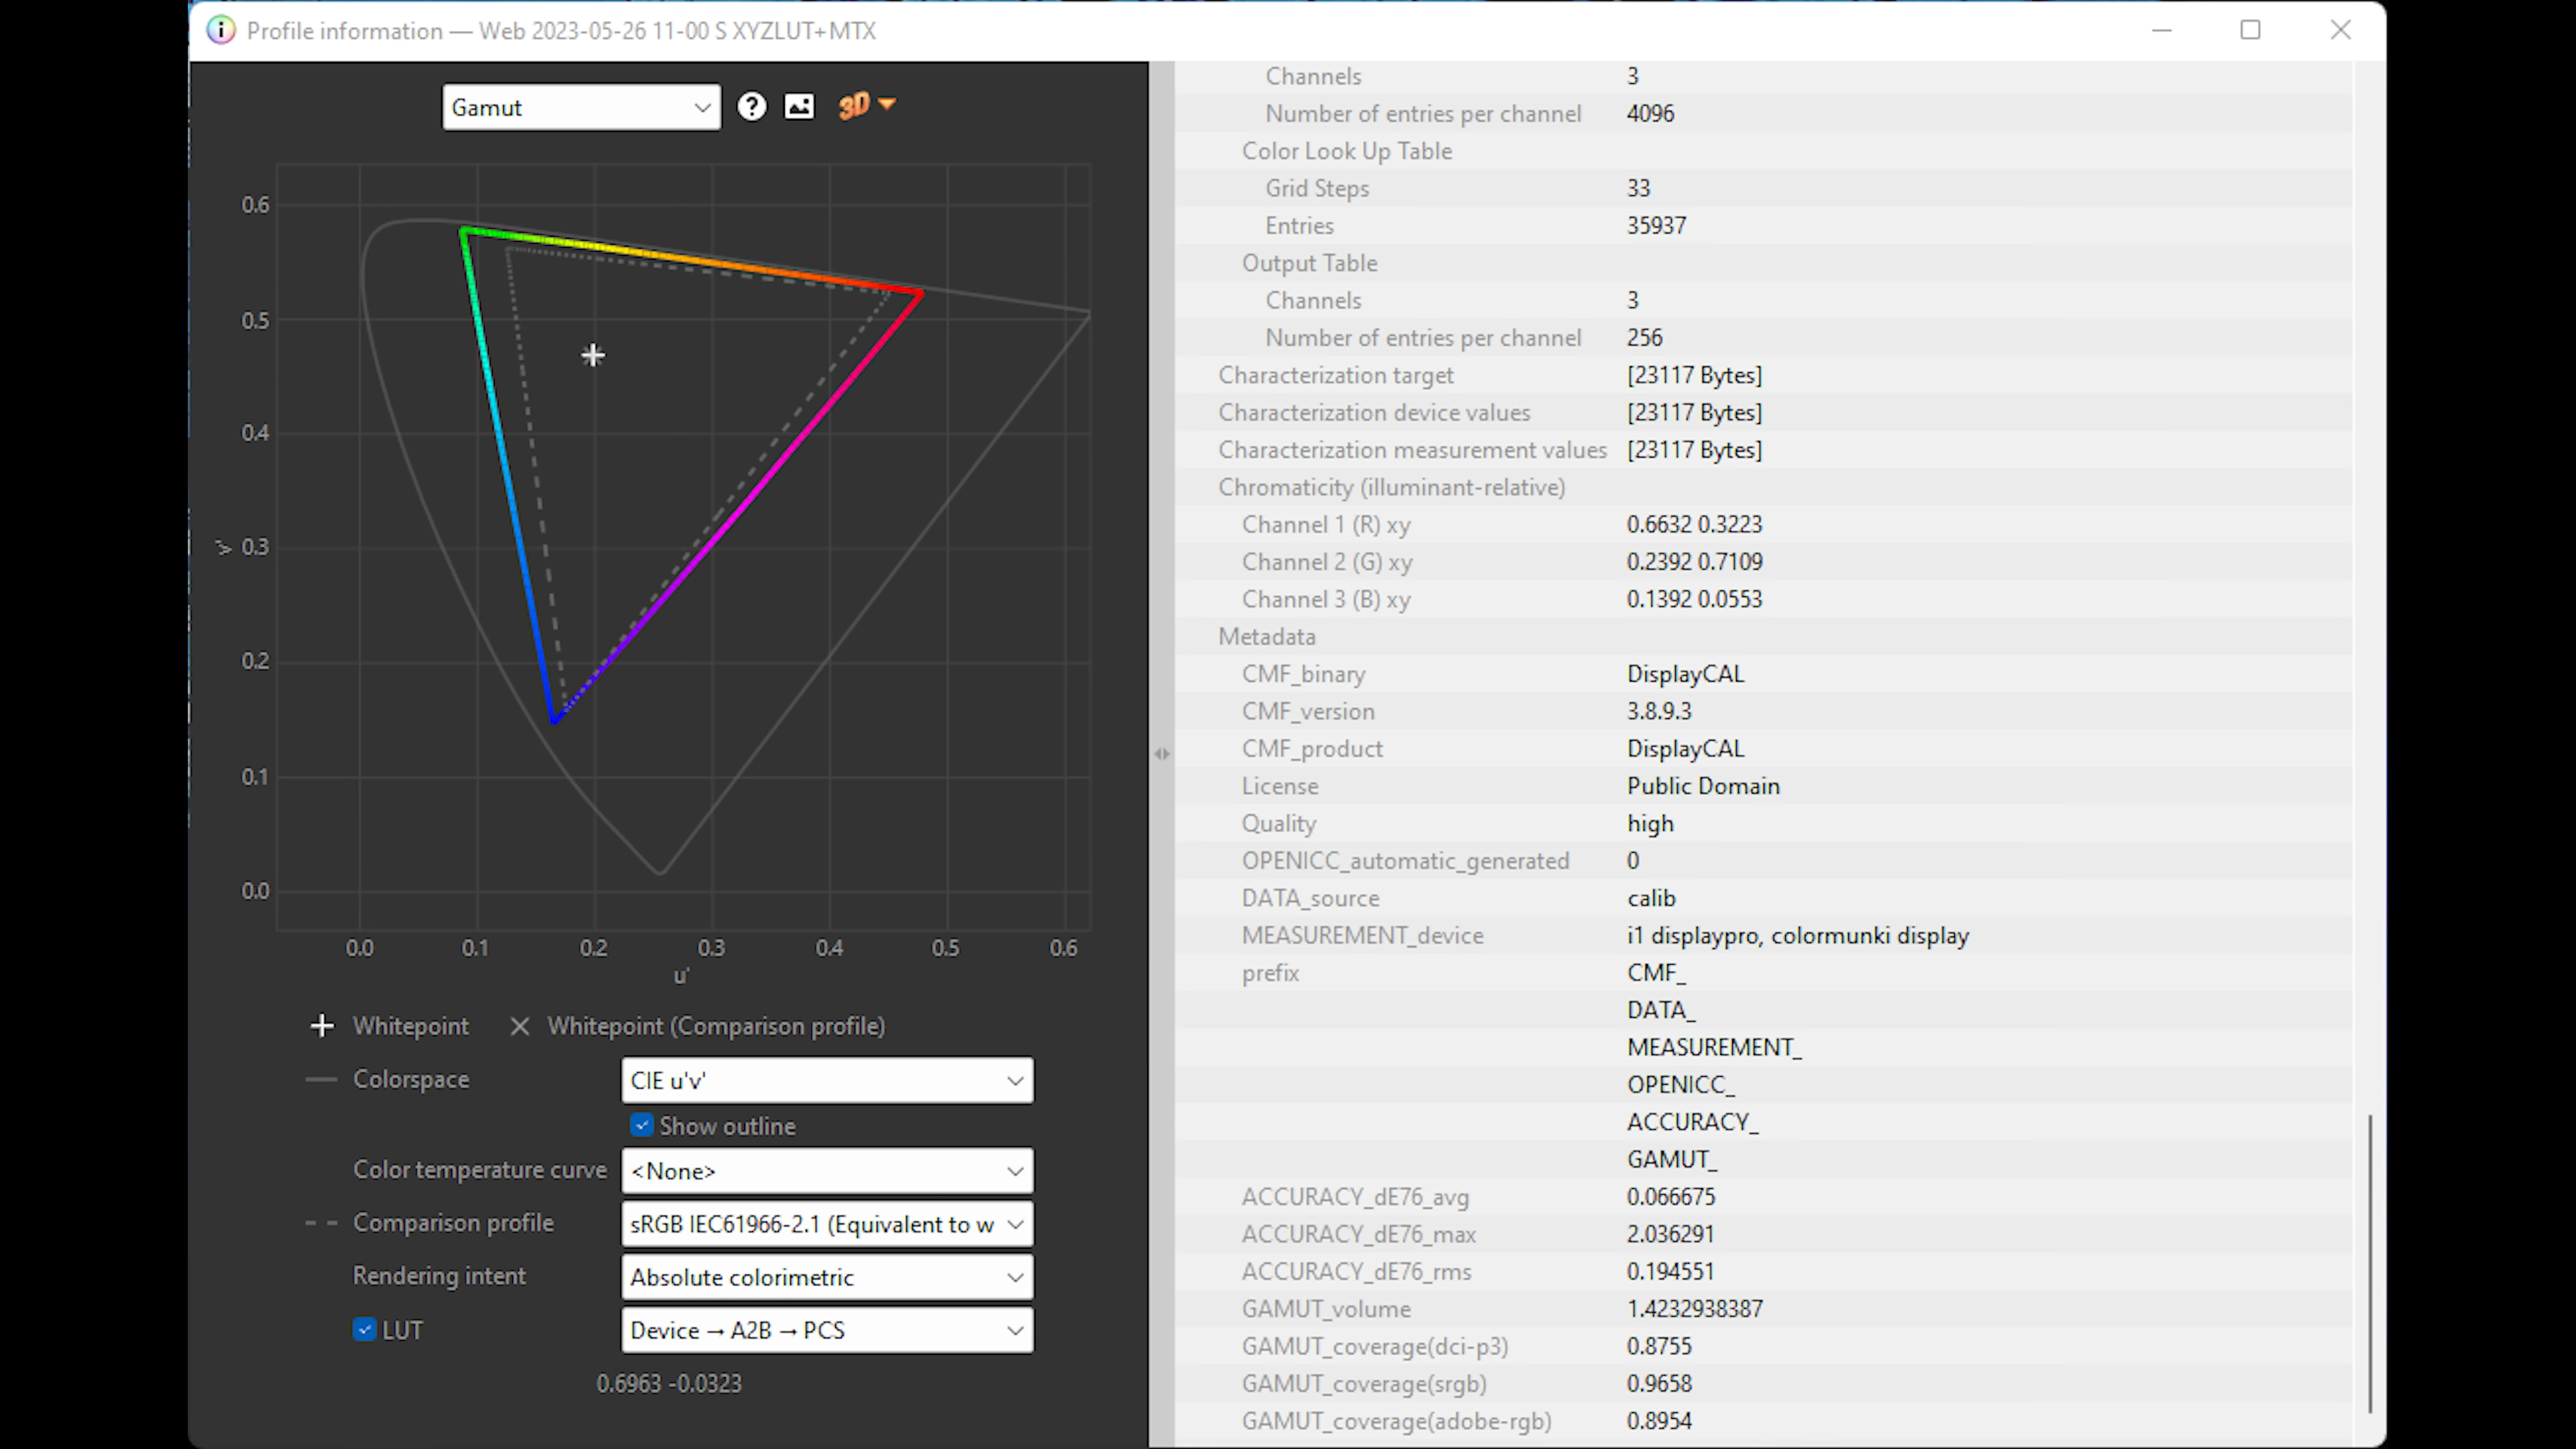 Profile information — Web 2023-05-26 11-00 S XYZLUT+MTX
Gamut
3D
0.6
0.5
0.4
v' 0.3
0.2
0.1
0.0
0.0 0.1 0.2 0.3 0.4 0.5 0.6
u'
Whitepoint Whitepoint (Comparison profile)
Colorspace CIE u'v'
Show outline
Color temperature curve <None>
Comparison profile sRGB IEC61966-2.1 (Equivalent to w
Rendering intent Absolute colorimetric
LUT Device → A2B → PCS
0.6963 -0.0323
Channels 3
Number of entries per channel 4096
Color Look Up Table
Grid Steps 33
Entries 35937
Output Table
Channels 3
Number of entries per channel 256
Characterization target [23117 Bytes]
Characterization device values [23117 Bytes]
Characterization measurement values [23117 Bytes]
Chromaticity (illuminant-relative)
Channel 1 (R) xy 0.6632 0.3223
Channel 2 (G) xy 0.2392 0.7109
Channel 3 (B) xy 0.1392 0.0553
Metadata
CMF_binary DisplayCAL
CMF_version 3.8.9.3
CMF_product DisplayCAL
License Public Domain
Quality high
OPENICC_automatic_generated 0
DATA_source calib
MEASUREMENT_device i1 displaypro, colormunki display
prefix CMF_
DATA_
MEASUREMENT_
OPENICC_
ACCURACY_
GAMUT_
ACCURACY_dE76_avg 0.066675
ACCURACY_dE76_max 2.036291
ACCURACY_dE76_rms 0.194551
GAMUT_volume 1.4232938387
GAMUT_coverage(dci-p3) 0.8755
GAMUT_coverage(srgb) 0.9658
GAMUT_coverage(adobe-rgb) 0.8954